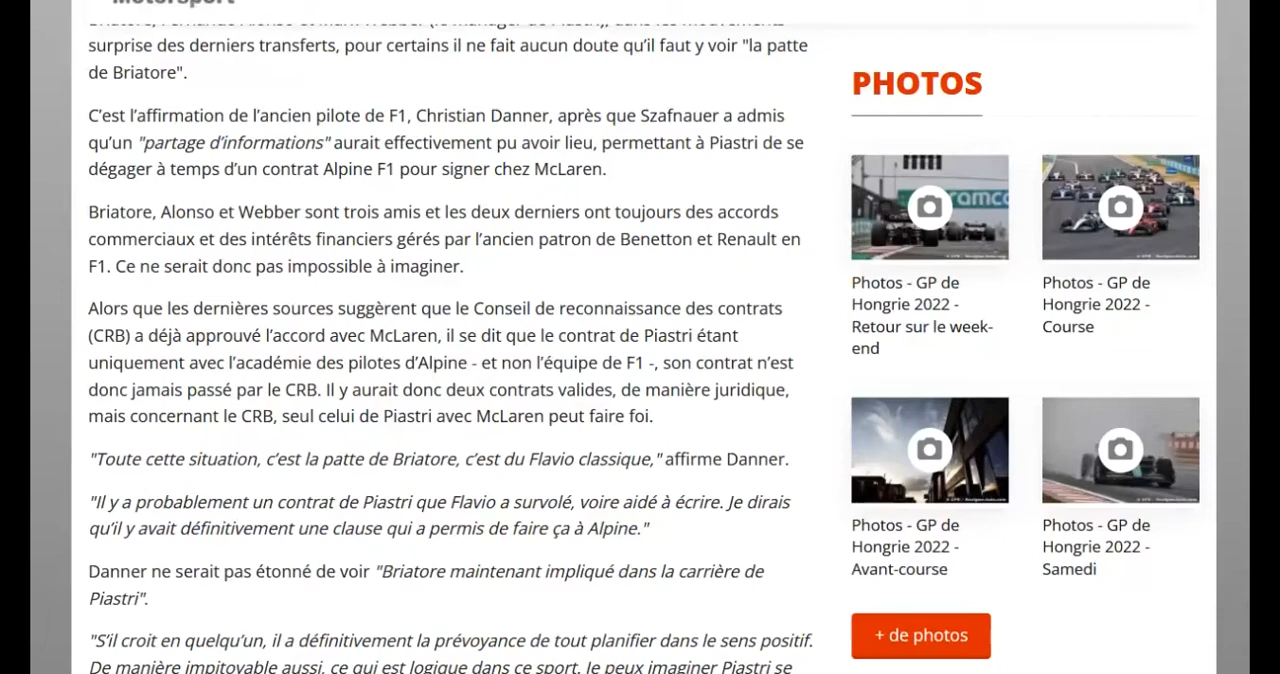 Motorsport
surprise des derniers transferts, pour certains il ne fait aucun doute qu’il faut y voir "la patte
de Briatore".
C’est l’affirmation de l’ancien pilote de F1, Christian Danner, après que Szafnauer a admis
qu’un "partage d’informations" aurait effectivement pu avoir lieu, permettant à Piastri de se
dégager à temps d’un contrat Alpine F1 pour signer chez McLaren.
Briatore, Alonso et Webber sont trois amis et les deux derniers ont toujours des accords
commerciaux et des intérêts financiers gérés par l’ancien patron de Benetton et Renault en
F1. Ce ne serait donc pas impossible à imaginer.
Alors que les dernières sources suggèrent que le Conseil de reconnaissance des contrats
(CRB) a déjà approuvé l’accord avec McLaren, il se dit que le contrat de Piastri étant
uniquement avec l’académie des pilotes d’Alpine - et non l’équipe de F1 -, son contrat n’est
donc jamais passé par le CRB. Il y aurait donc deux contrats valides, de manière juridique,
mais concernant le CRB, seul celui de Piastri avec McLaren peut faire foi.
"Toute cette situation, c’est la patte de Briatore, c’est du Flavio classique," affirme Danner.
"Il y a probablement un contrat de Piastri que Flavio a survolé, voire aidé à écrire. Je dirais
qu’il y avait définitivement une clause qui a permis de faire ça à Alpine."
Danner ne serait pas étonné de voir "Briatore maintenant impliqué dans la carrière de
Piastri".
"S’il croit en quelqu’un, il a définitivement la prévoyance de tout planifier dans le sens positif.
De manière impitoyable aussi, ce qui est logique dans ce sport. Je peux imaginer Piastri se
PHOTOS
aramco
Photos - GP de
Hongrie 2022 -
Retour sur le week-
end
Photos - GP de
Hongrie 2022 -
Course
Photos - GP de
Hongrie 2022 -
Avant-course
Photos - GP de
Hongrie 2022 -
Samedi
+ de photos